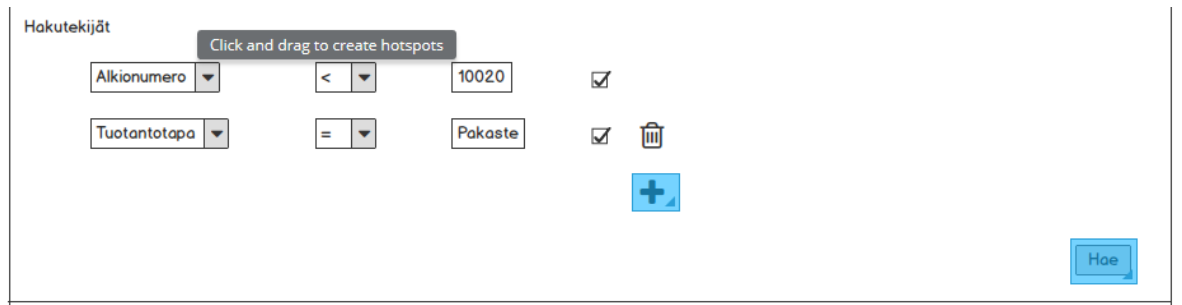 Hakutekijät
Click and drag to create hotspots
Alkionumero < 10020
Tuotantotapa = Pakaste
Hae